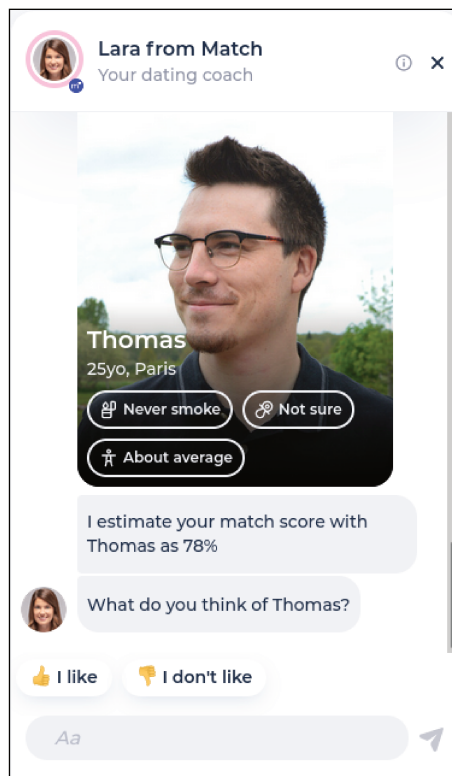 Lara from Match
Your dating coach
Thomas
25yo, Paris
Never smoke
Not sure
About average
I estimate your match score with
Thomas as 78%
What do you think of Thomas?
I like
I don't like
Aa